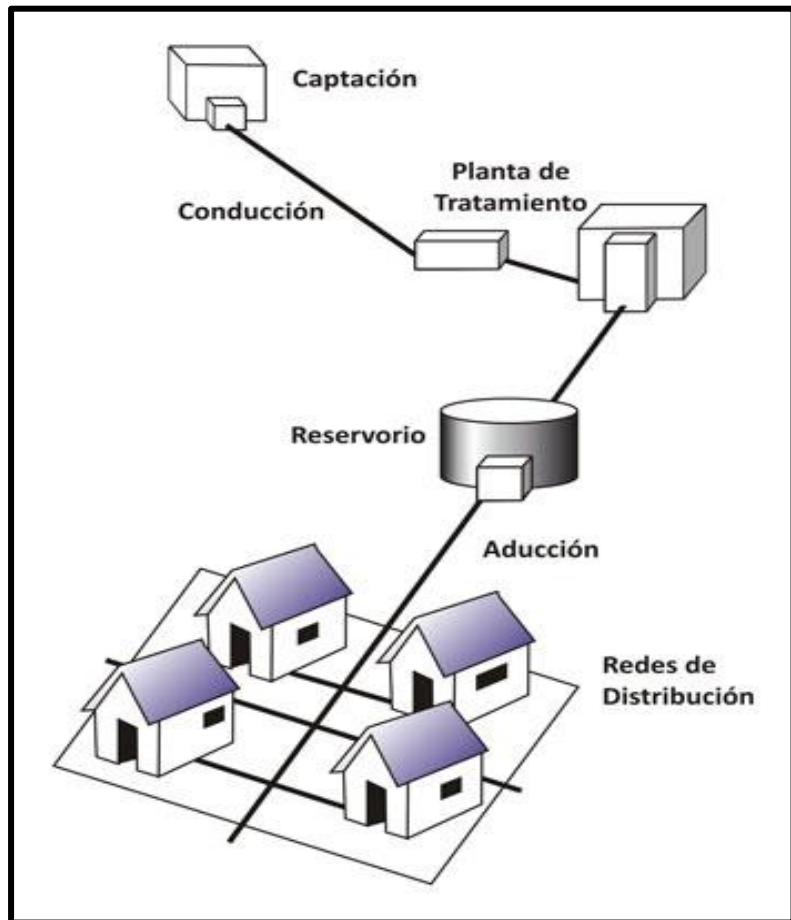 Captación
Planta de
Tratamiento
Conducción
Reservorio
Aducción
Redes de
Distribución